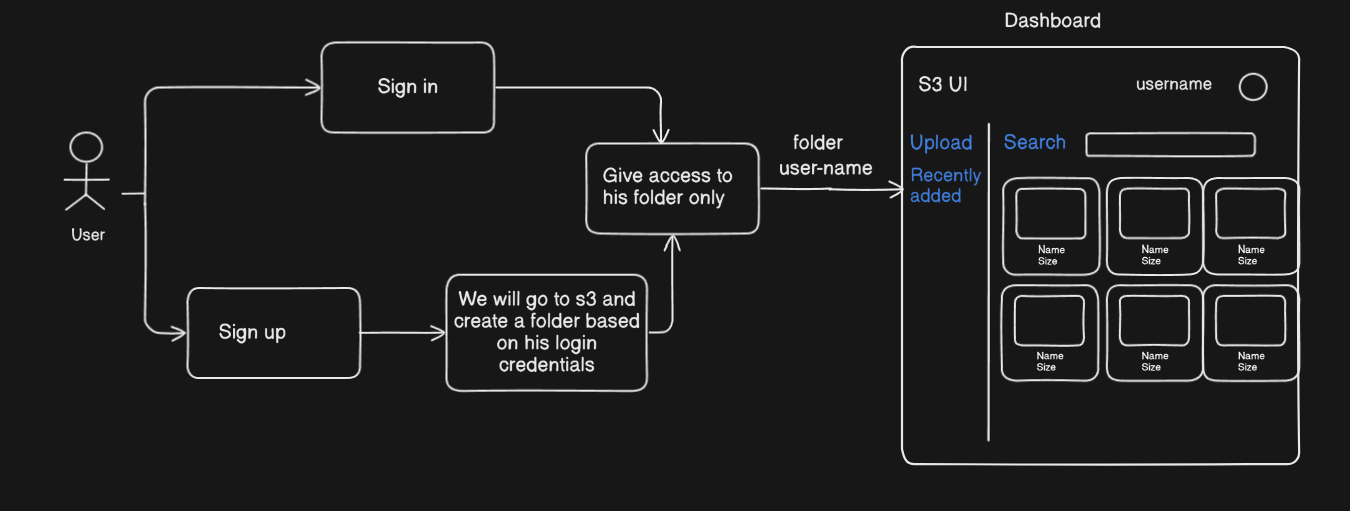 Dashboard
Sign in
S3 UI
username
folder
user-name
Upload
Search
Give access to
his folder only
Recently
added
User
Name
Size
Name
Size
Name
Size
We will go to s3 and
create a folder based
on his login
credentials
Sign up
Name
Size
Name
Size
Name
Size